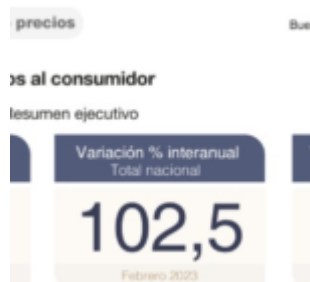 precios
Bue
os al consumidor
Resumen ejecutivo
Variación % interanual
Total nacional
102,5
Febrero 2023